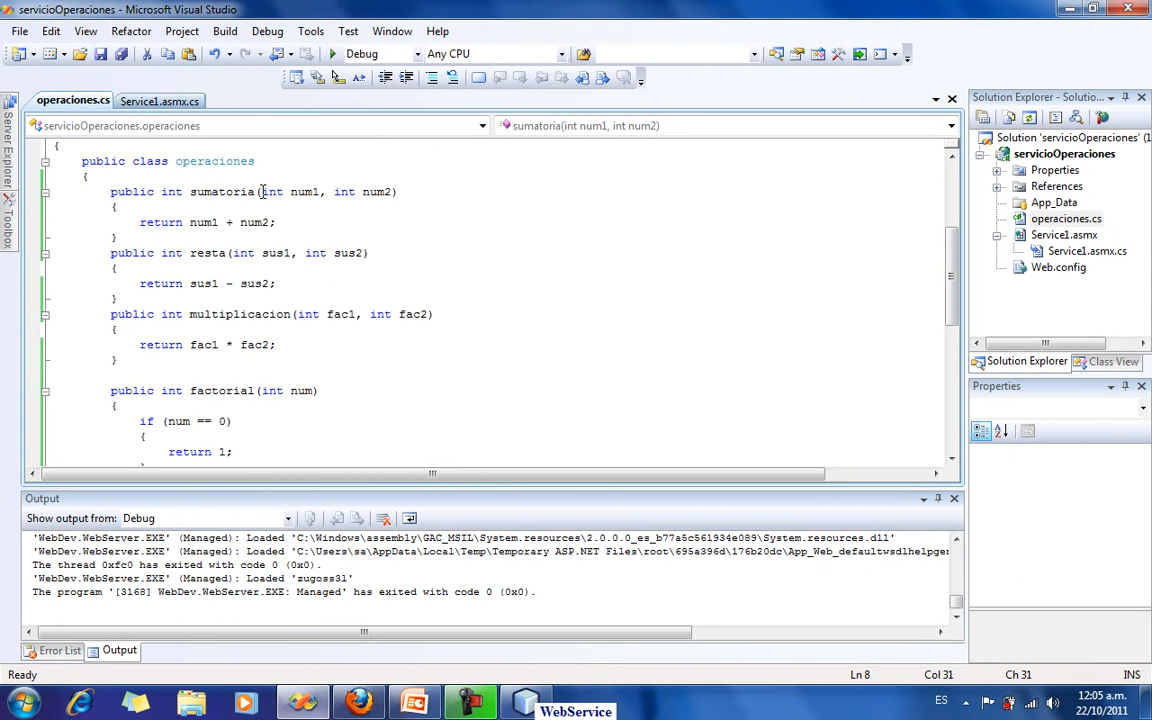 servicioOperaciones - Microsoft Visual Studio
File Edit View Refactor Project Build Debug Tools Test Window Help
Debug Any CPU
operaciones.cs Service1.asmx.cs
servicioOperaciones.operaciones sumatoria(int num1, int num2)
{
public class operaciones
{
public int sumatoria(int num1, int num2)
{
return num1 + num2;
}
public int resta(int sus1, int sus2)
{
return sus1 - sus2;
}
public int multiplicacion(int fac1, int fac2)
{
return fac1 * fac2;
}
public int factorial(int num)
{
if (num == 0)
{
return 1;
Server Explorer
Toolbox
Solution Explorer - Solutio...
Solution 'servicioOperaciones' (1
servicioOperaciones
Properties
References
App_Data
operaciones.cs
Service1.asmx
Service1.asmx.cs
Web.config
Solution Explorer Class View
Properties
Output
Show output from: Debug
'WebDev.WebServer.EXE' (Managed): Loaded 'C:\Windows\assembly\GAC_MSIL\System.resources\2.0.0.0_es_b77a5c561934e089\System.resources.dll'
'WebDev.WebServer.EXE' (Managed): Loaded 'C:\Users\sa\AppData\Local\Temp\Temporary ASP.NET Files\root\695a396d\176b20dc\App_Web_defaultwsdlhelpger
The thread 0xfc0 has exited with code 0 (0x0).
'WebDev.WebServer.EXE' (Managed): Loaded 'zugoss3l'
The program '[3168] WebDev.WebServer.EXE: Managed' has exited with code 0 (0x0).
Error List Output
Ready Ln 8 Col 31 Ch 31 INS
WebService
ES
12:05 a.m.
22/10/2011